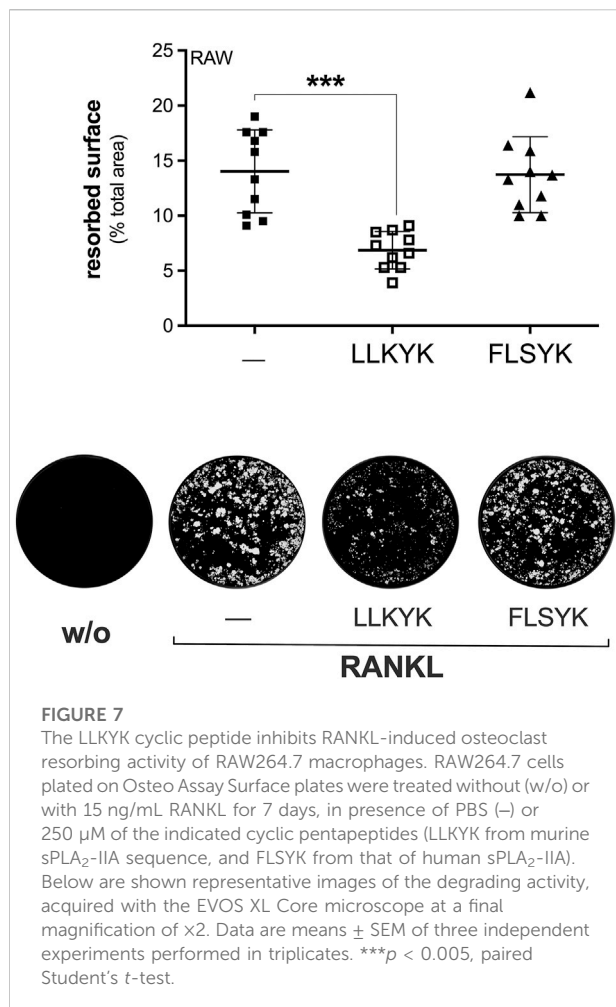 25
RAW
***
20
15
10
5
0
resorbed surface
(% total area)
— LLKYK FLSYK
w/o — LLKYK FLSYK
RANKL
FIGURE 7
The LLKYK cyclic peptide inhibits RANKL-induced osteoclast
resorbing activity of RAW264.7 macrophages. RAW264.7 cells
plated on Osteo Assay Surface plates were treated without (w/o) or
with 15 ng/mL RANKL for 7 days, in presence of PBS (–) or
250 μM of the indicated cyclic pentapeptides (LLKYK from murine
sPLA₂-IIA sequence, and FLSYK from that of human sPLA₂-IIA).
Below are shown representative images of the degrading activity,
acquired with the EVOS XL Core microscope at a final
magnification of ×2. Data are means ± SEM of three independent
experiments performed in triplicates. ***p < 0.005, paired
Student’s t-test.